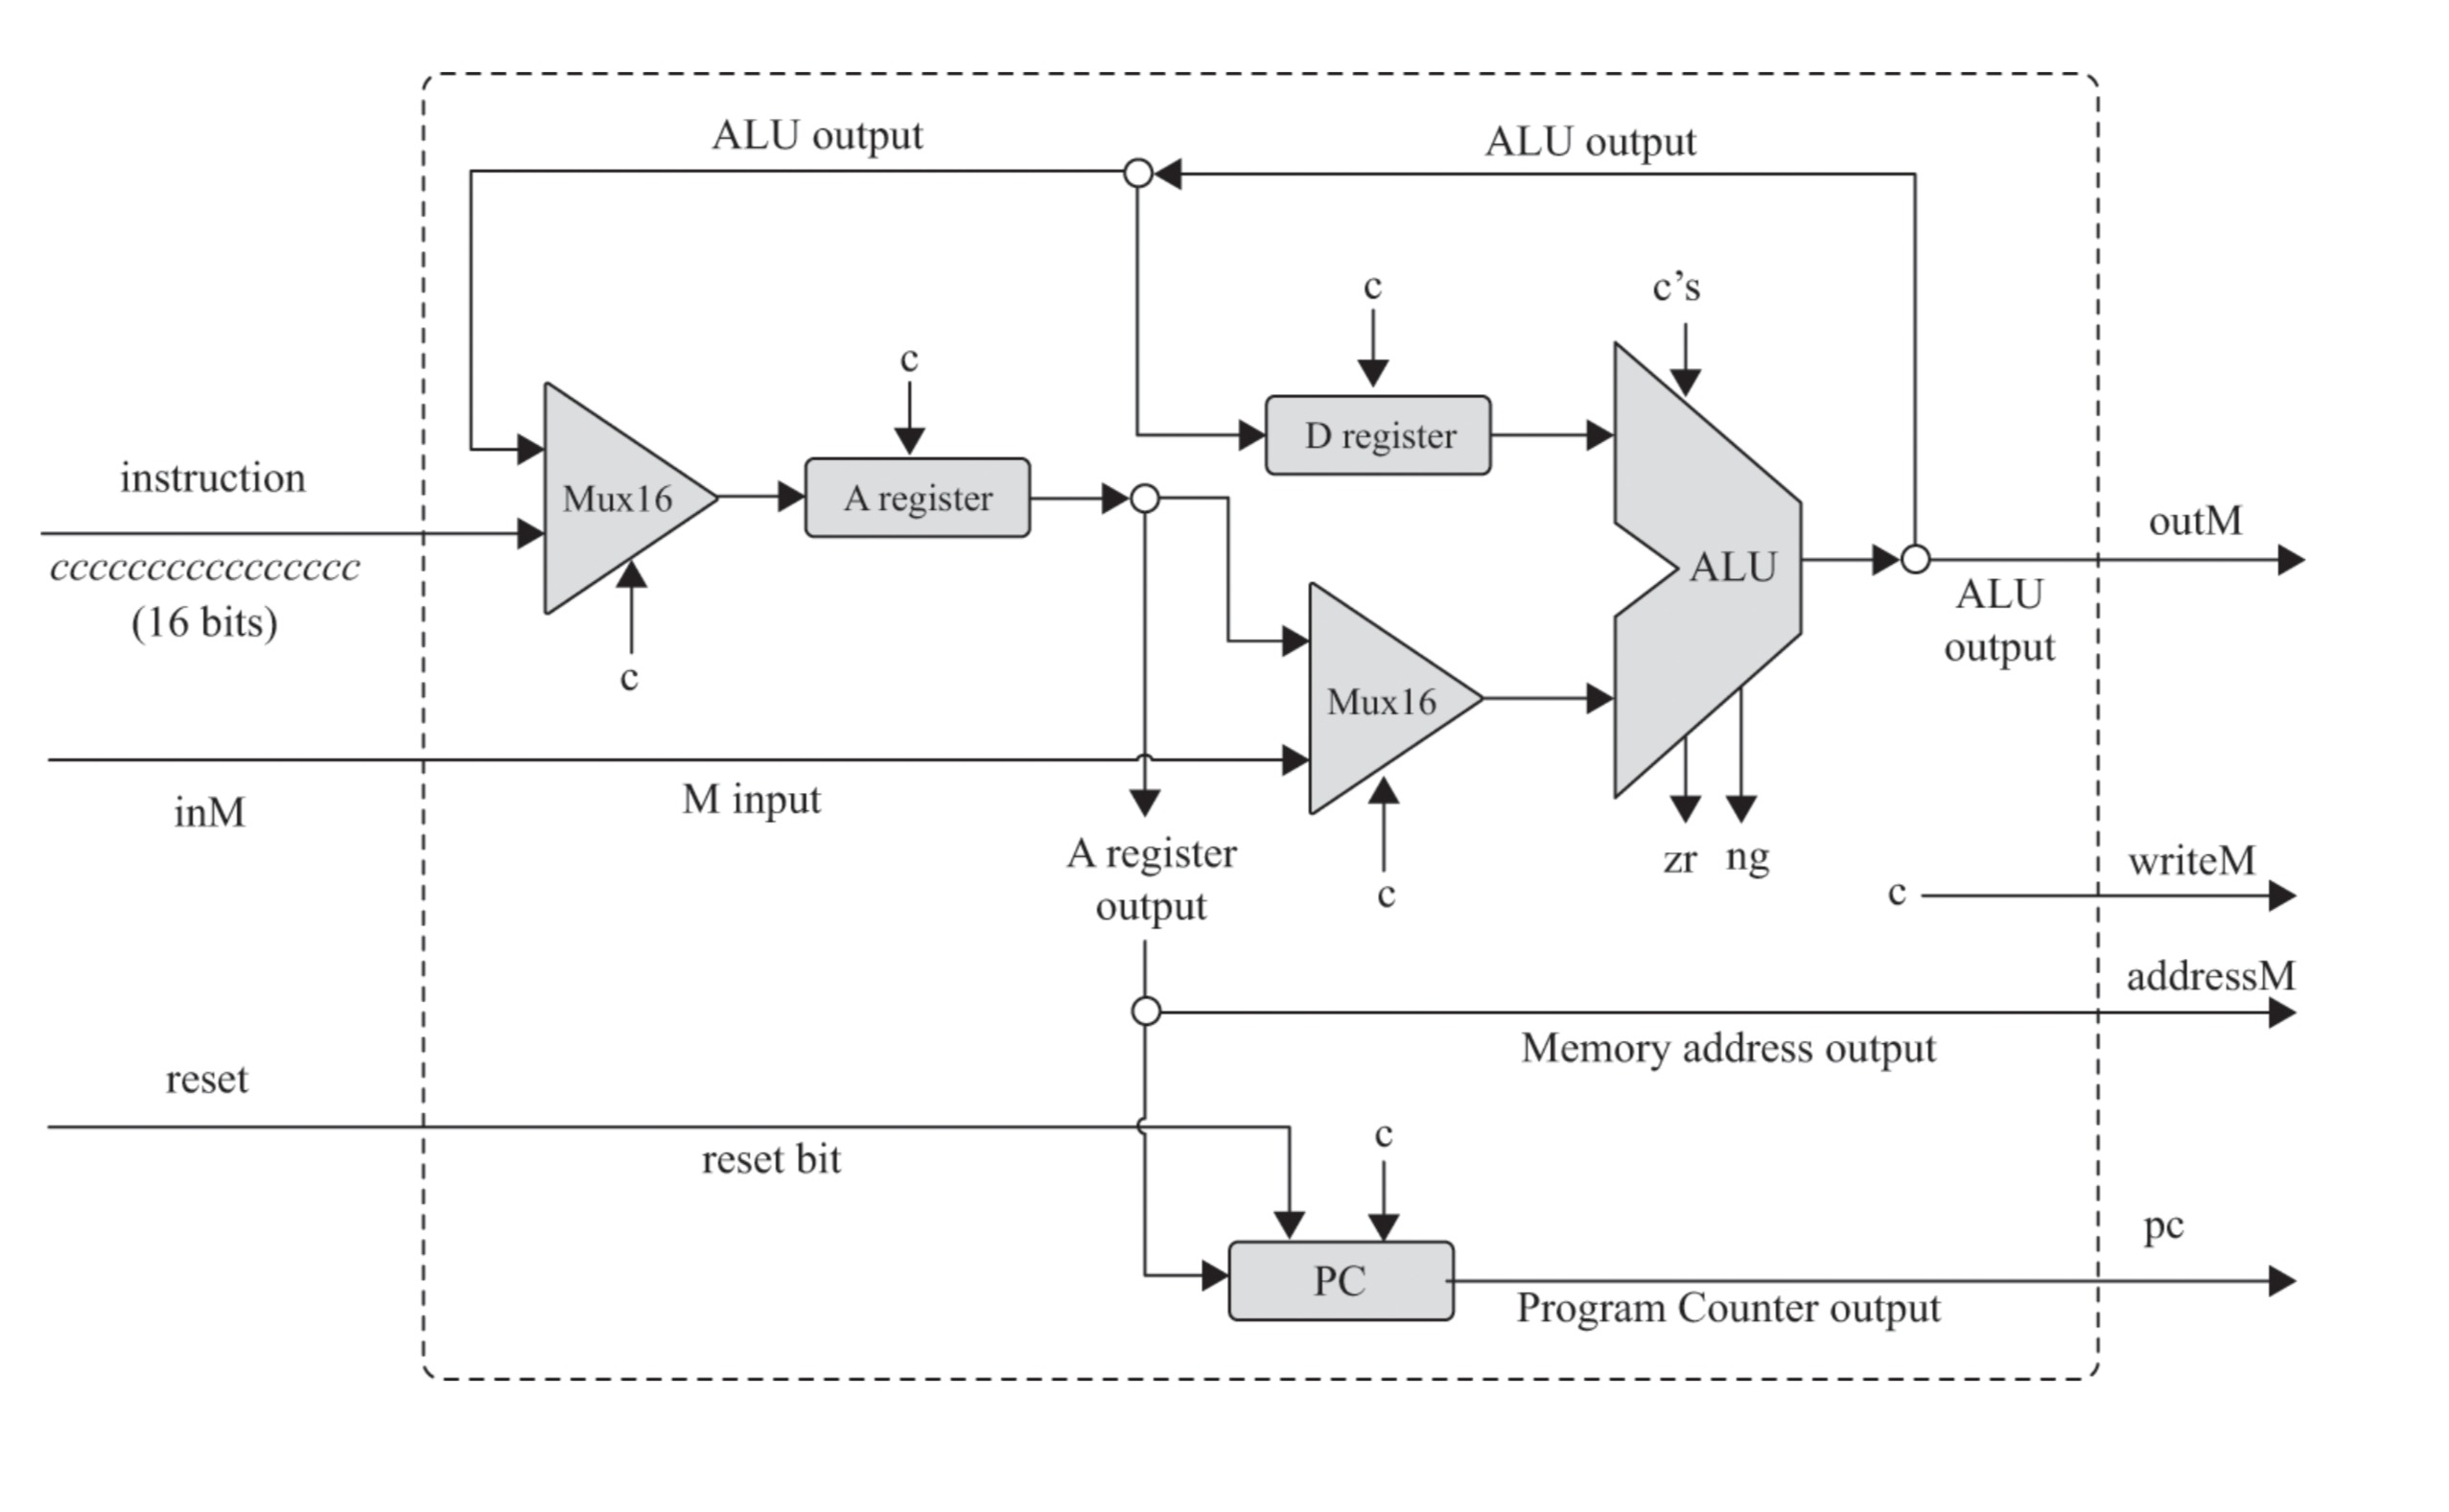 ALU output
ALU output
c
c’s
c
D register
instruction
Mux16
A register
outM
cccccccccccccccc
ALU
ALU
(16 bits)
output
c
Mux16
M input
inM
A register
zr
ng
writeM
output
c
c
addressM
Memory address output
reset
c
reset bit
pc
PC
Program Counter output